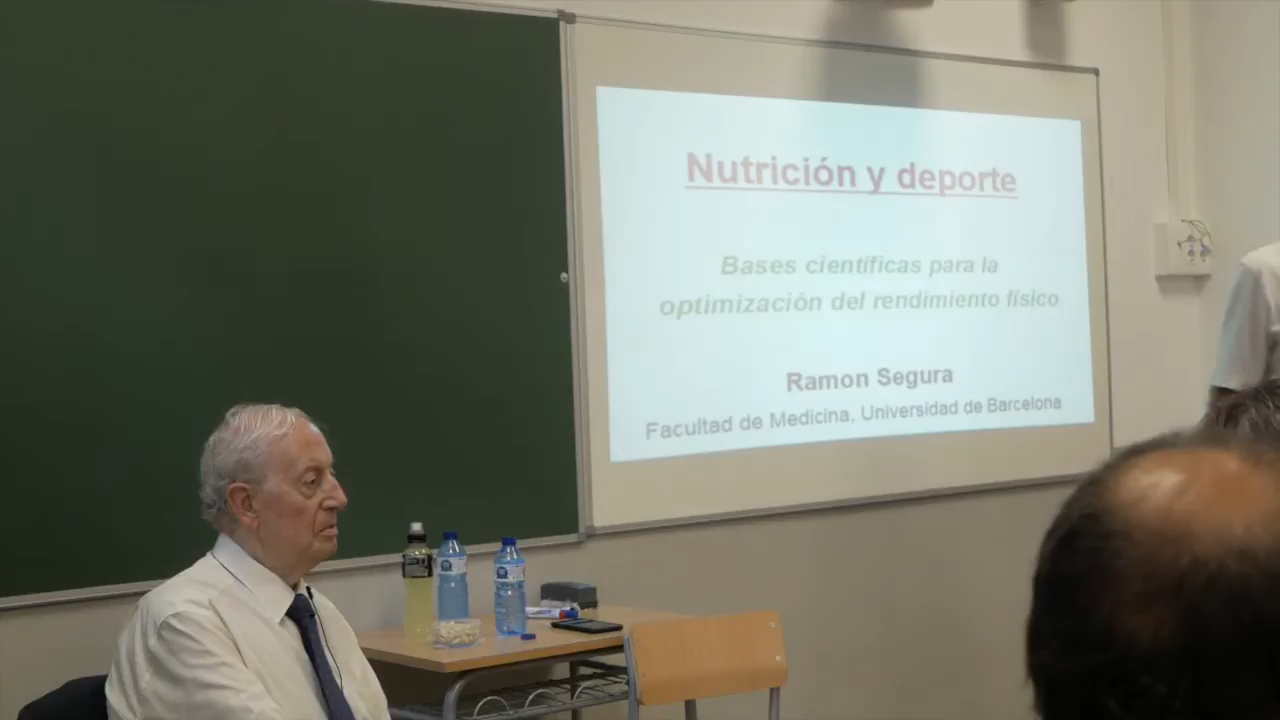 Nutrición y deporte
Bases científicas para la
optimización del rendimiento físico
Ramon Segura
Facultad de Medicina, Universidad de Barcelona